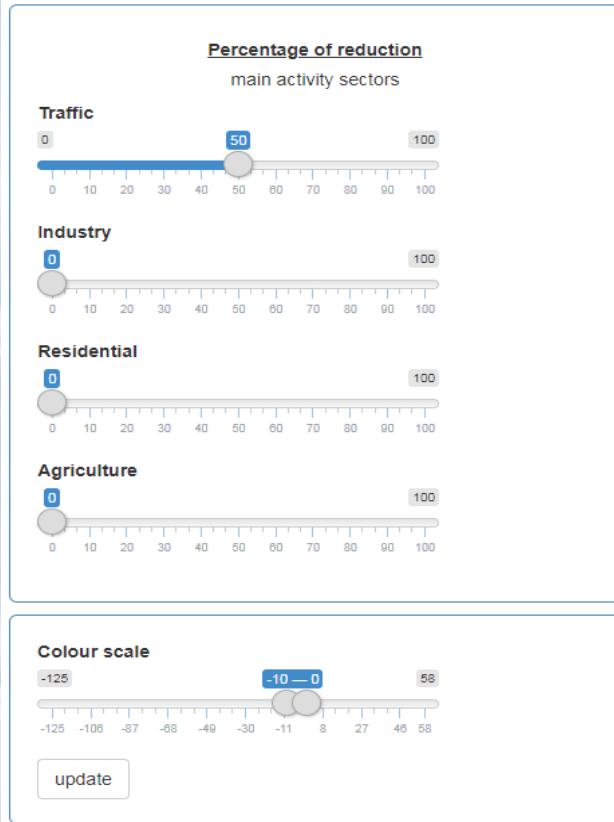 Percentage of reduction
main activity sectors
Traffic
0 50 100
0 10 20 30 40 50 60 70 80 90 100
Industry
0 100
0 10 20 30 40 50 60 70 80 90 100
Residential
0 100
0 10 20 30 40 50 60 70 80 90 100
Agriculture
0 100
0 10 20 30 40 50 60 70 80 90 100
Colour scale
-125 -10 — 0 58
-125 -106 -87 -68 -49 -30 -11 8 27 46 58
update